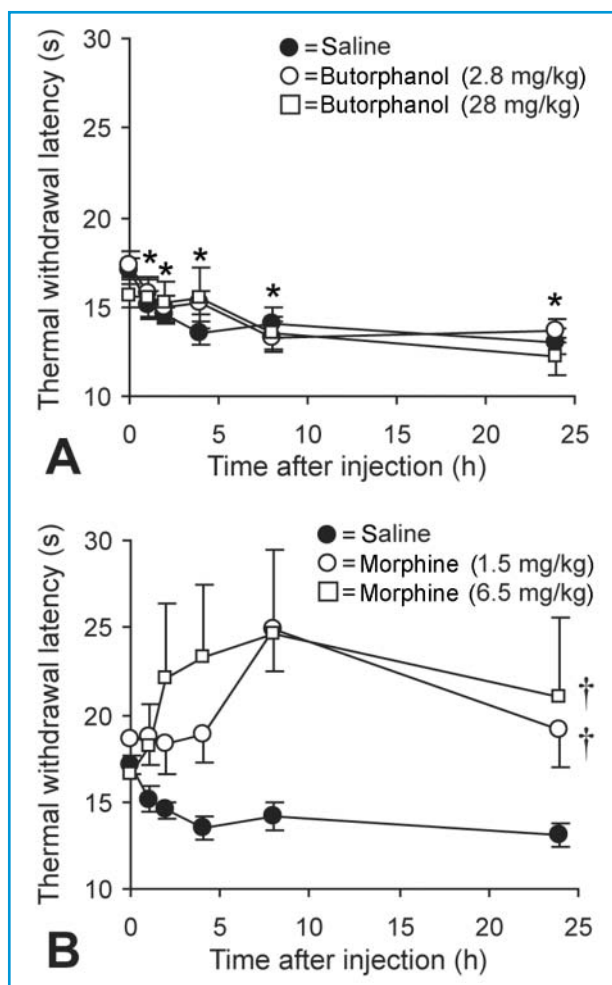 30
25
20
15
10
Thermal withdrawal latency (s)
=Saline
=Butorphanol (2.8 mg/kg)
=Butorphanol (28 mg/kg)
* * * * *
0 5 10 15 20 25
A
Time after injection (h)
30
25
20
15
10
Thermal withdrawal latency (s)
= Saline
= Morphine (1.5 mg/kg)
= Morphine (6.5 mg/kg)
†
†
0 5 10 15 20 25
B
Time after injection (h)